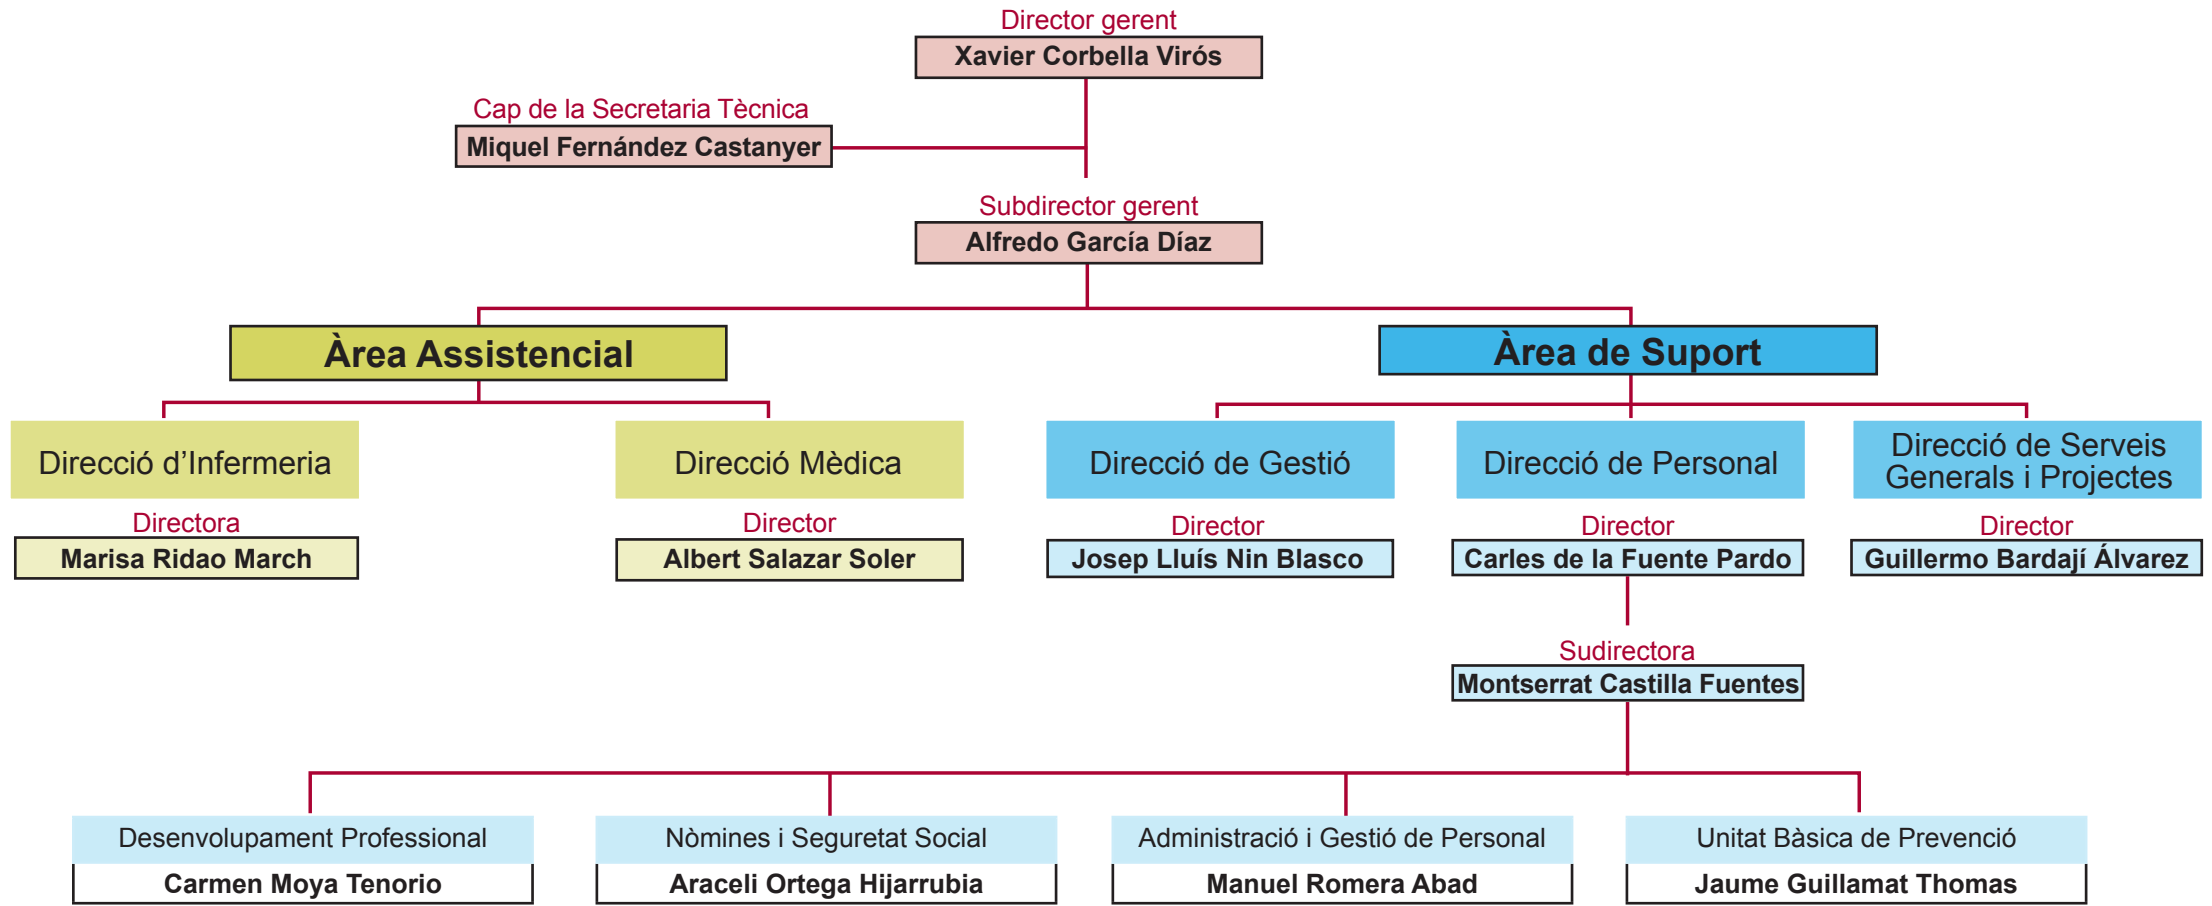 Director gerent
Xavier Corbella Virós
Cap de la Secretaria Tècnica
Miquel Fernández Castanyer
Subdirector gerent
Alfredo García Díaz
Àrea Assistencial
Àrea de Suport
Direcció d’Infermeria
Direcció Mèdica
Direcció de Gestió
Direcció de Personal
Direcció de Serveis
Generals i Projectes
Directora
Marisa Ridao March
Director
Albert Salazar Soler
Director
Josep Lluís Nin Blasco
Director
Carles de la Fuente Pardo
Director
Guillermo Bardají Álvarez
Sudirectora
Montserrat Castilla Fuentes
Desenvolupament Professional
Carmen Moya Tenorio
Nòmines i Seguretat Social
Araceli Ortega Hijarrubia
Administració i Gestió de Personal
Manuel Romera Abad
Unitat Bàsica de Prevenció
Jaume Guillamat Thomas